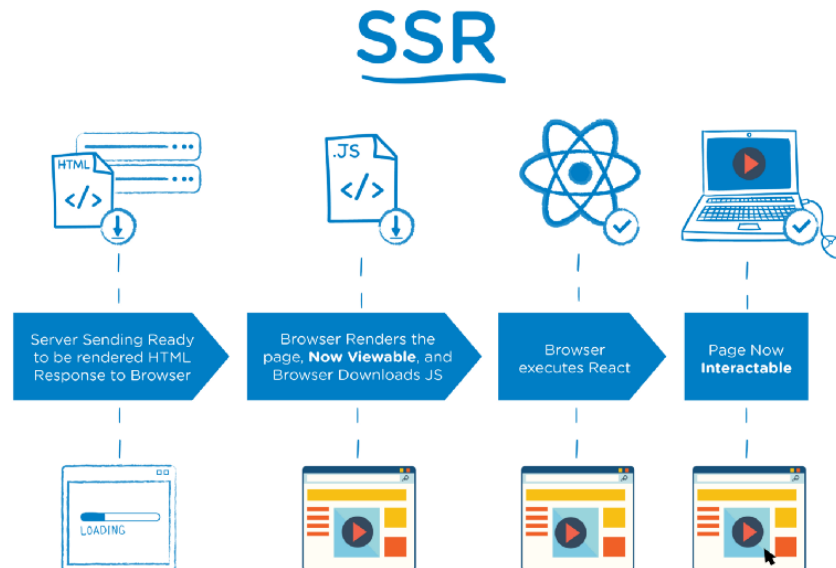 SSR
HTML
</>
.JS
</>
Server Sending Ready
to be rendered HTML
Response to Browser
Browser Renders the
page, Now Viewable, and
Browser Downloads JS
Browser
executes React
Page Now
Interactable
LOADING